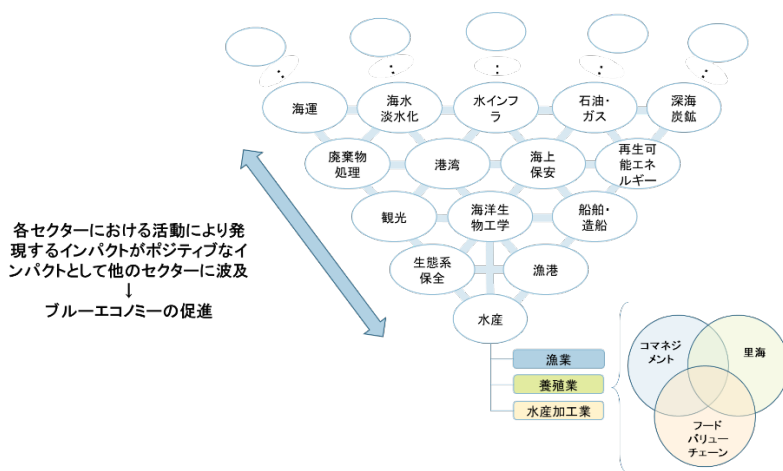 :
:
:
:
:
海運
海水
淡水化
水インフ
ラ
石油・
ガス
深海
炭鉱
廃棄物
処理
港湾
海上
保安
再生可
能エネ
ルギー
観光
海洋生
物工学
船舶・
造船
生態系
保全
漁港
水産
各セクターにおける活動により発
現するインパクトがポジティブなイ
ンパクトとして他のセクターに波及
↓
ブルーエコノミーの促進
漁業
養殖業
水産加工業
コマネジ
メント
里海
フード
バリュー
チェーン